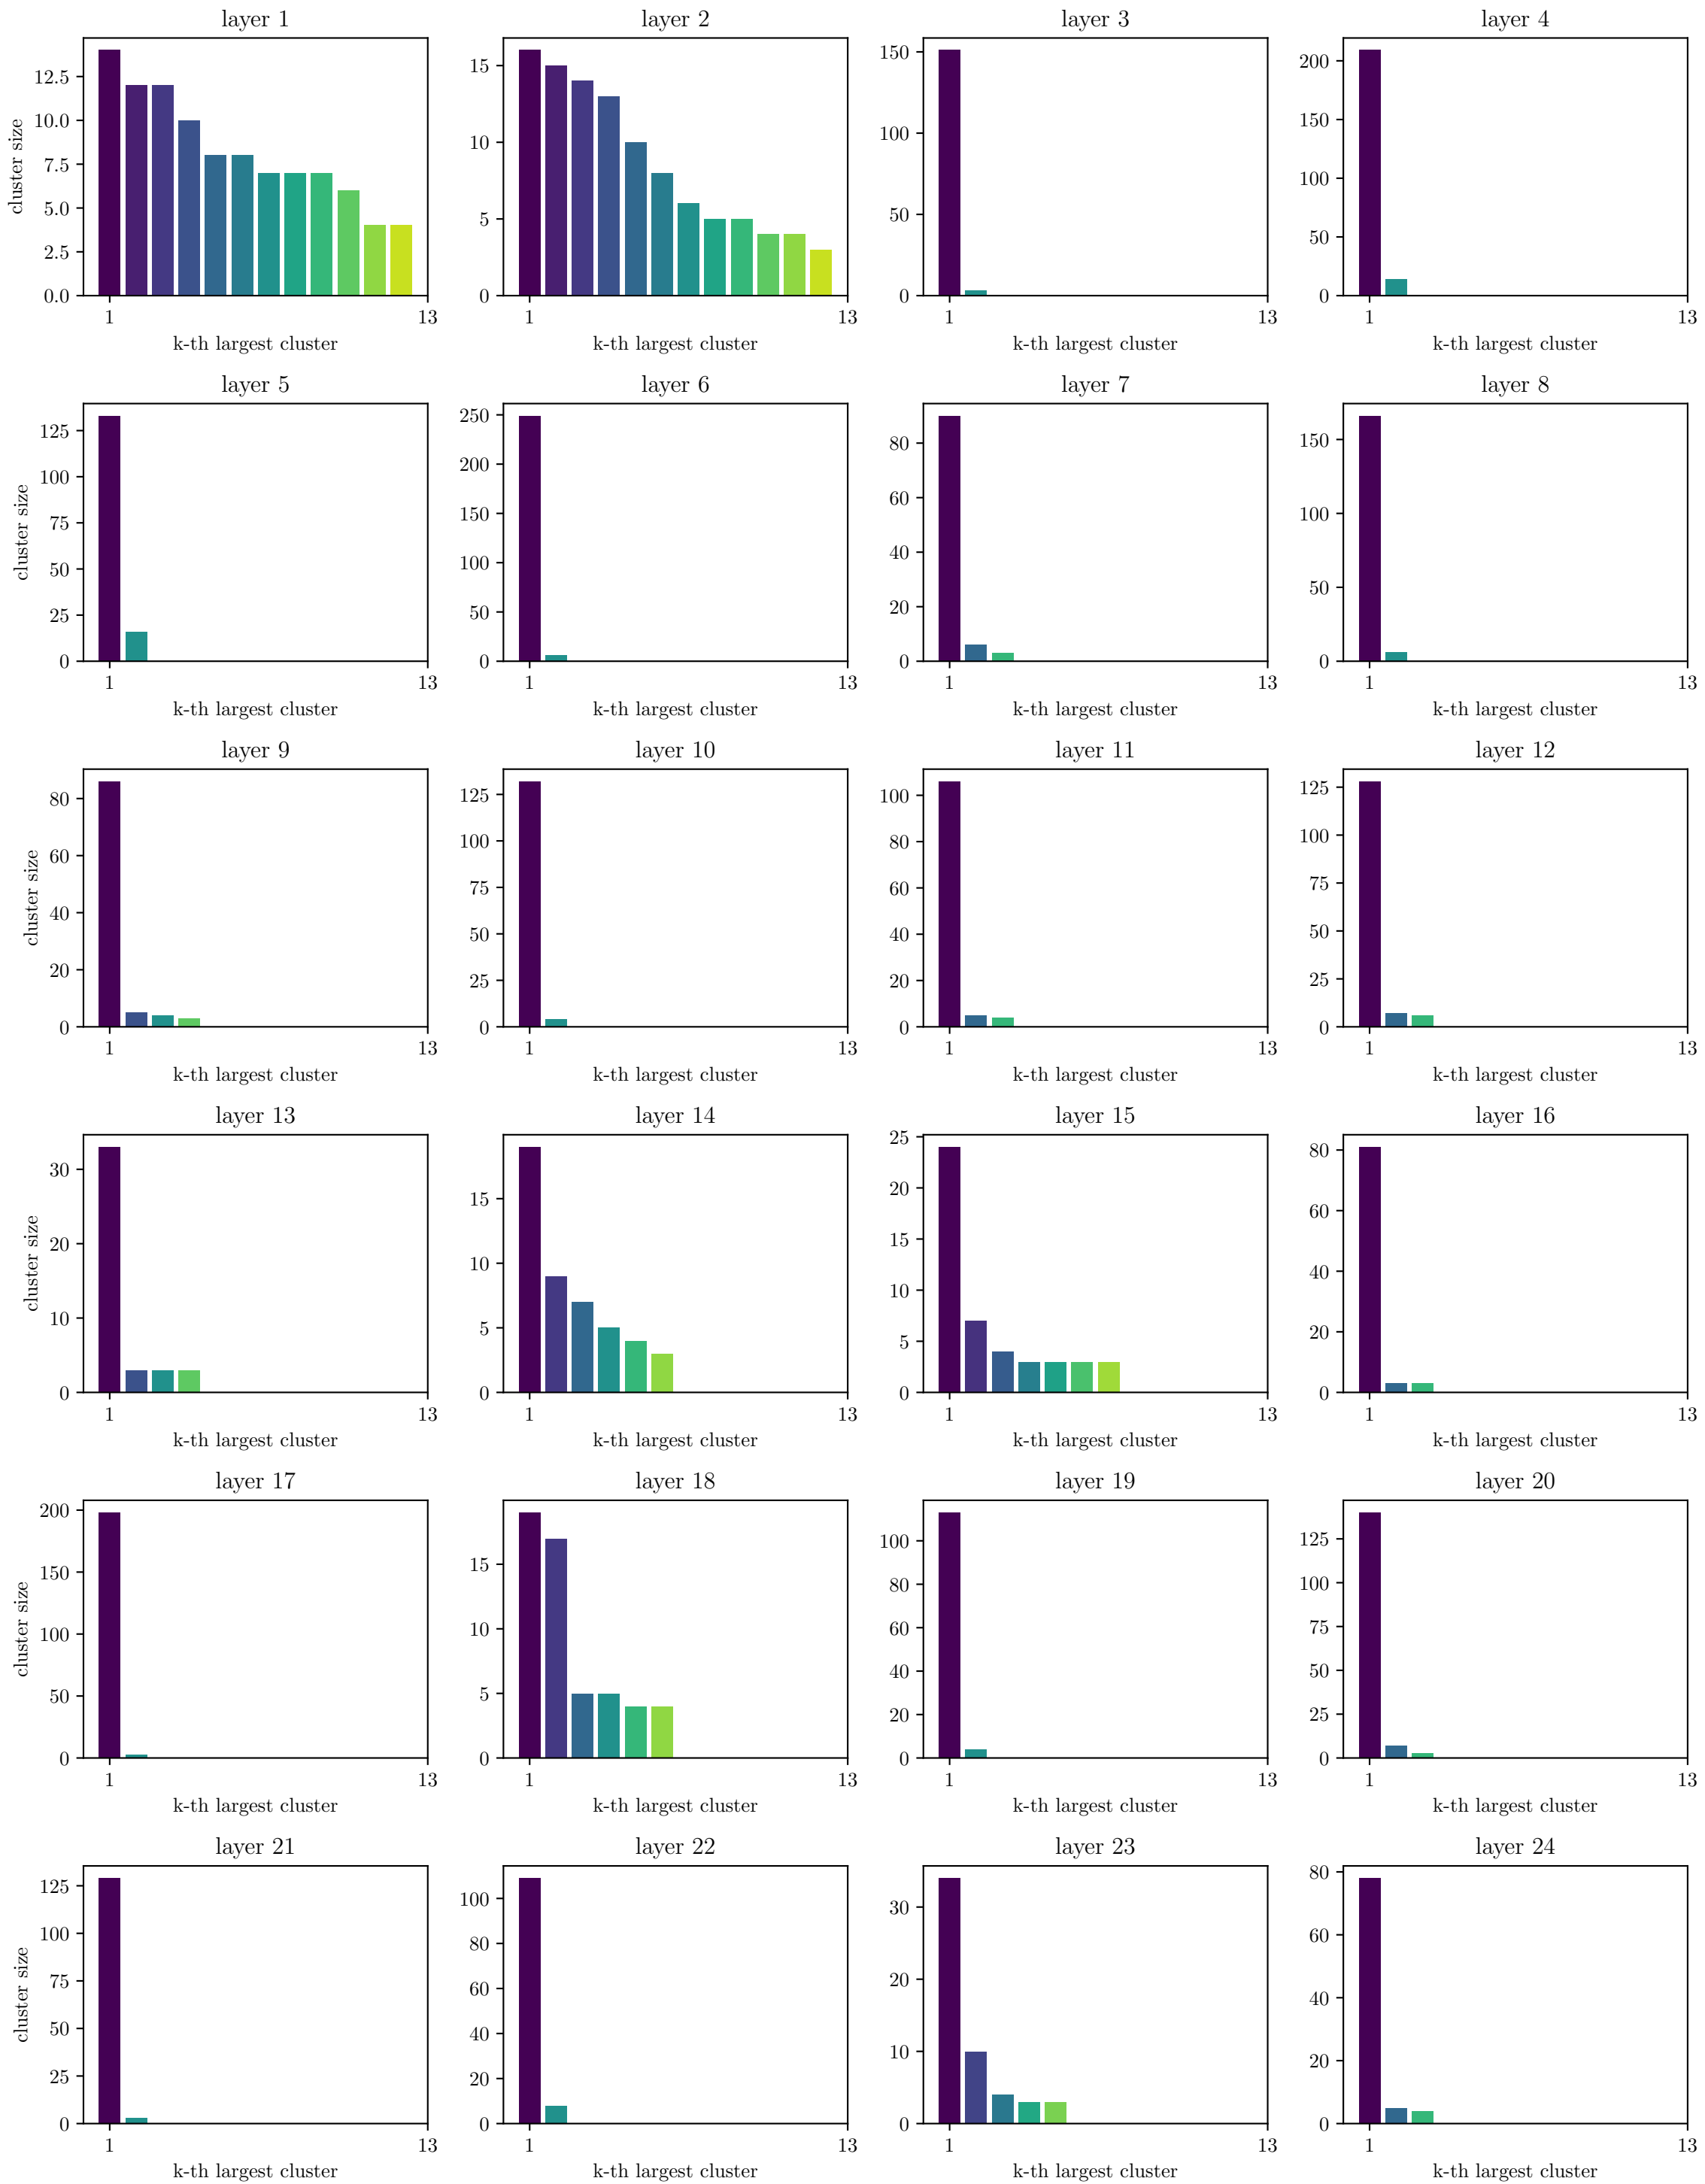 layer 1
layer 2
layer 3
layer 4
cluster size
12.5
10.0
7.5
5.0
2.5
0.0
15
10
5
0
150
100
50
0
200
150
100
50
0
1 13
1 13
1 13
1 13
k-th largest cluster
k-th largest cluster
k-th largest cluster
k-th largest cluster
layer 5
layer 6
layer 7
layer 8
cluster size
125
100
75
50
25
0
250
200
150
100
50
0
80
60
40
20
0
150
100
50
0
1 13
1 13
1 13
1 13
k-th largest cluster
k-th largest cluster
k-th largest cluster
k-th largest cluster
layer 9
layer 10
layer 11
layer 12
cluster size
80
60
40
20
0
125
100
75
50
25
0
100
80
60
40
20
0
125
100
75
50
25
0
1 13
1 13
1 13
1 13
k-th largest cluster
k-th largest cluster
k-th largest cluster
k-th largest cluster
layer 13
layer 14
layer 15
layer 16
cluster size
30
20
10
0
15
10
5
0
25
20
15
10
5
0
80
60
40
20
0
1 13
1 13
1 13
1 13
k-th largest cluster
k-th largest cluster
k-th largest cluster
k-th largest cluster
layer 17
layer 18
layer 19
layer 20
cluster size
200
150
100
50
0
15
10
5
0
100
80
60
40
20
0
125
100
75
50
25
0
1 13
1 13
1 13
1 13
k-th largest cluster
k-th largest cluster
k-th largest cluster
k-th largest cluster
layer 21
layer 22
layer 23
layer 24
cluster size
125
100
75
50
25
0
100
80
60
40
20
0
30
20
10
0
80
60
40
20
0
1 13
1 13
1 13
1 13
k-th largest cluster
k-th largest cluster
k-th largest cluster
k-th largest cluster